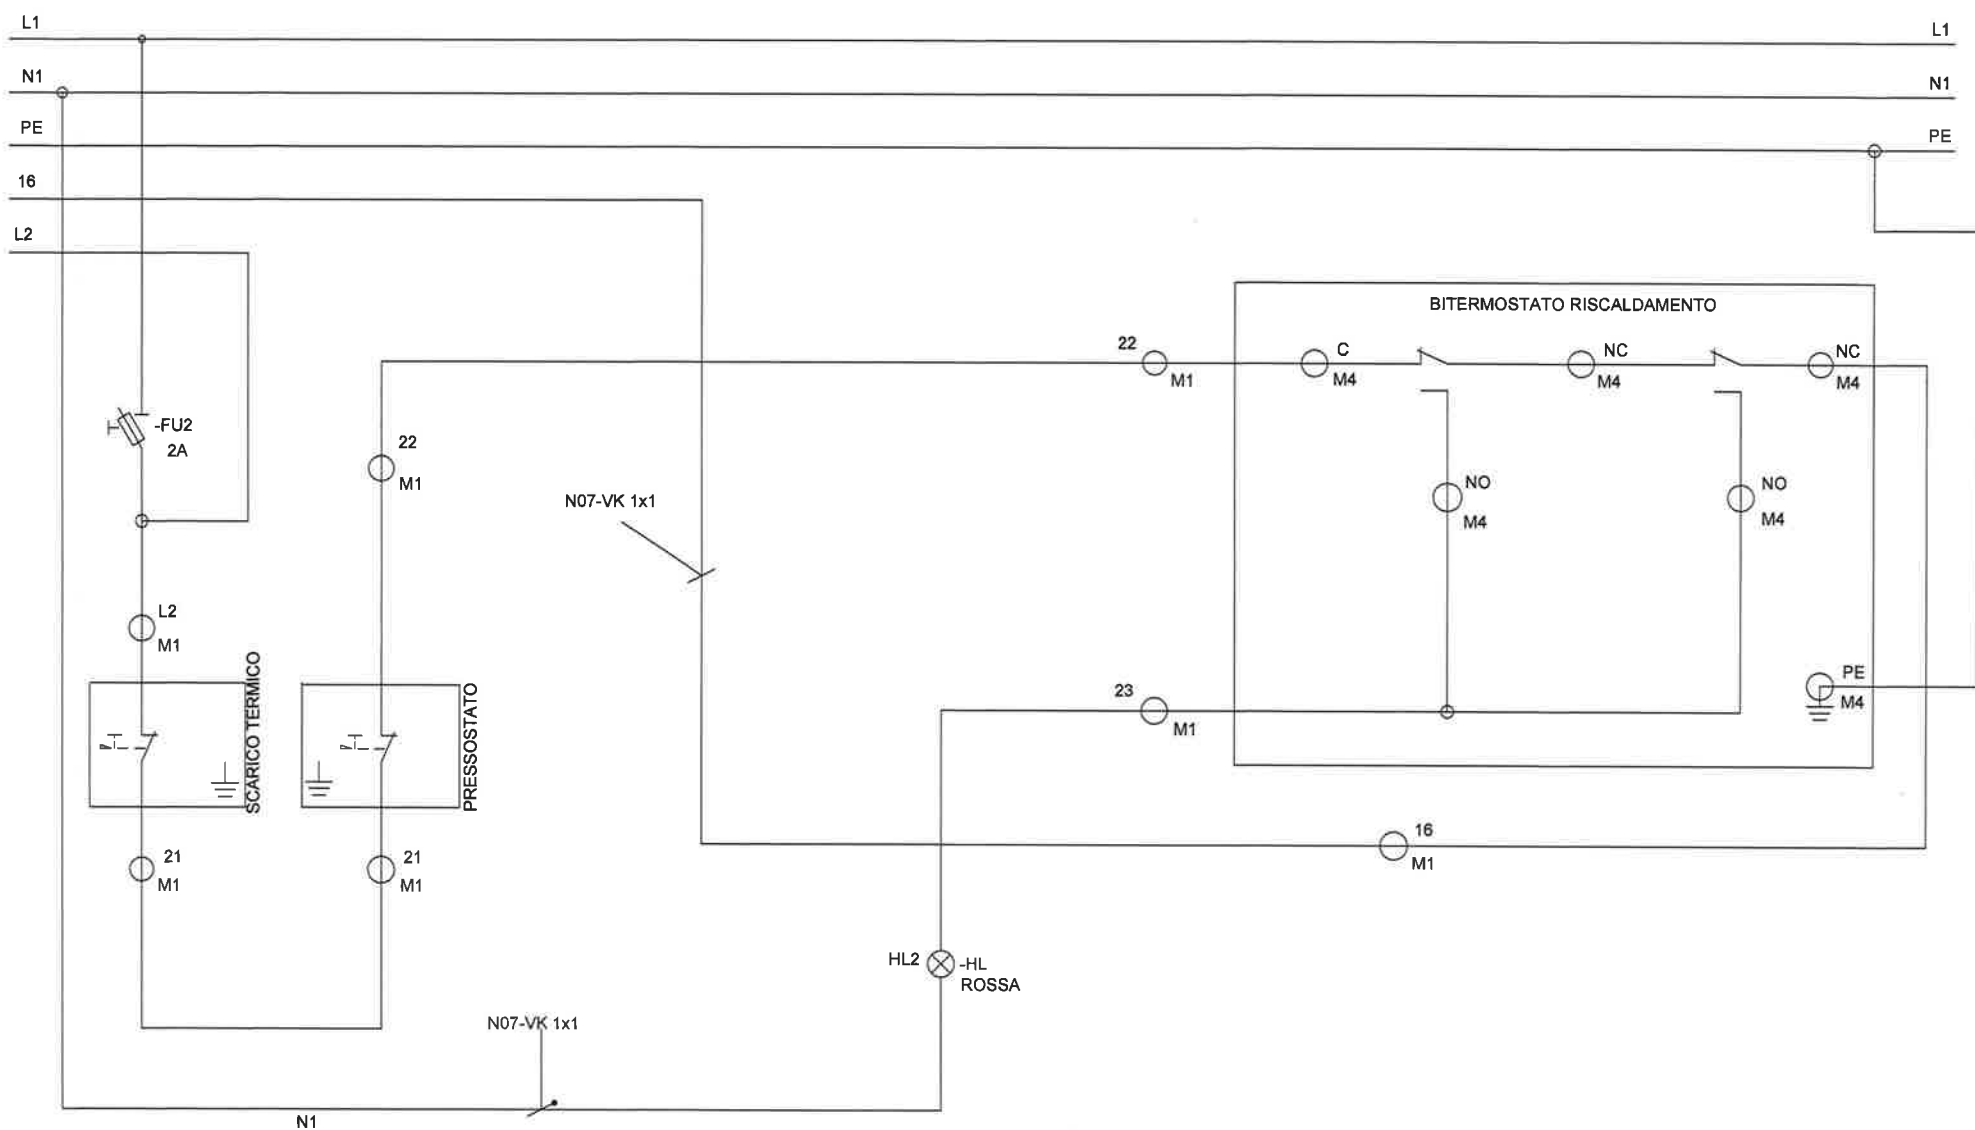 L1
L1
N1
N1
PE
PE
16
L2
BITERMOSTATO RISCALDAMENTO
22
M1
C
M4
NC
M4
NC
M4
-FU2
2A
22
M1
N07-VK 1x1
NO
M4
NO
M4
L2
M1
SCARICO TERMICO
PRESSOSTATO
P
P
23
M1
PE
M4
21
M1
21
M1
16
M1
HL2
-HL
ROSSA
N07-VK 1x1
N1